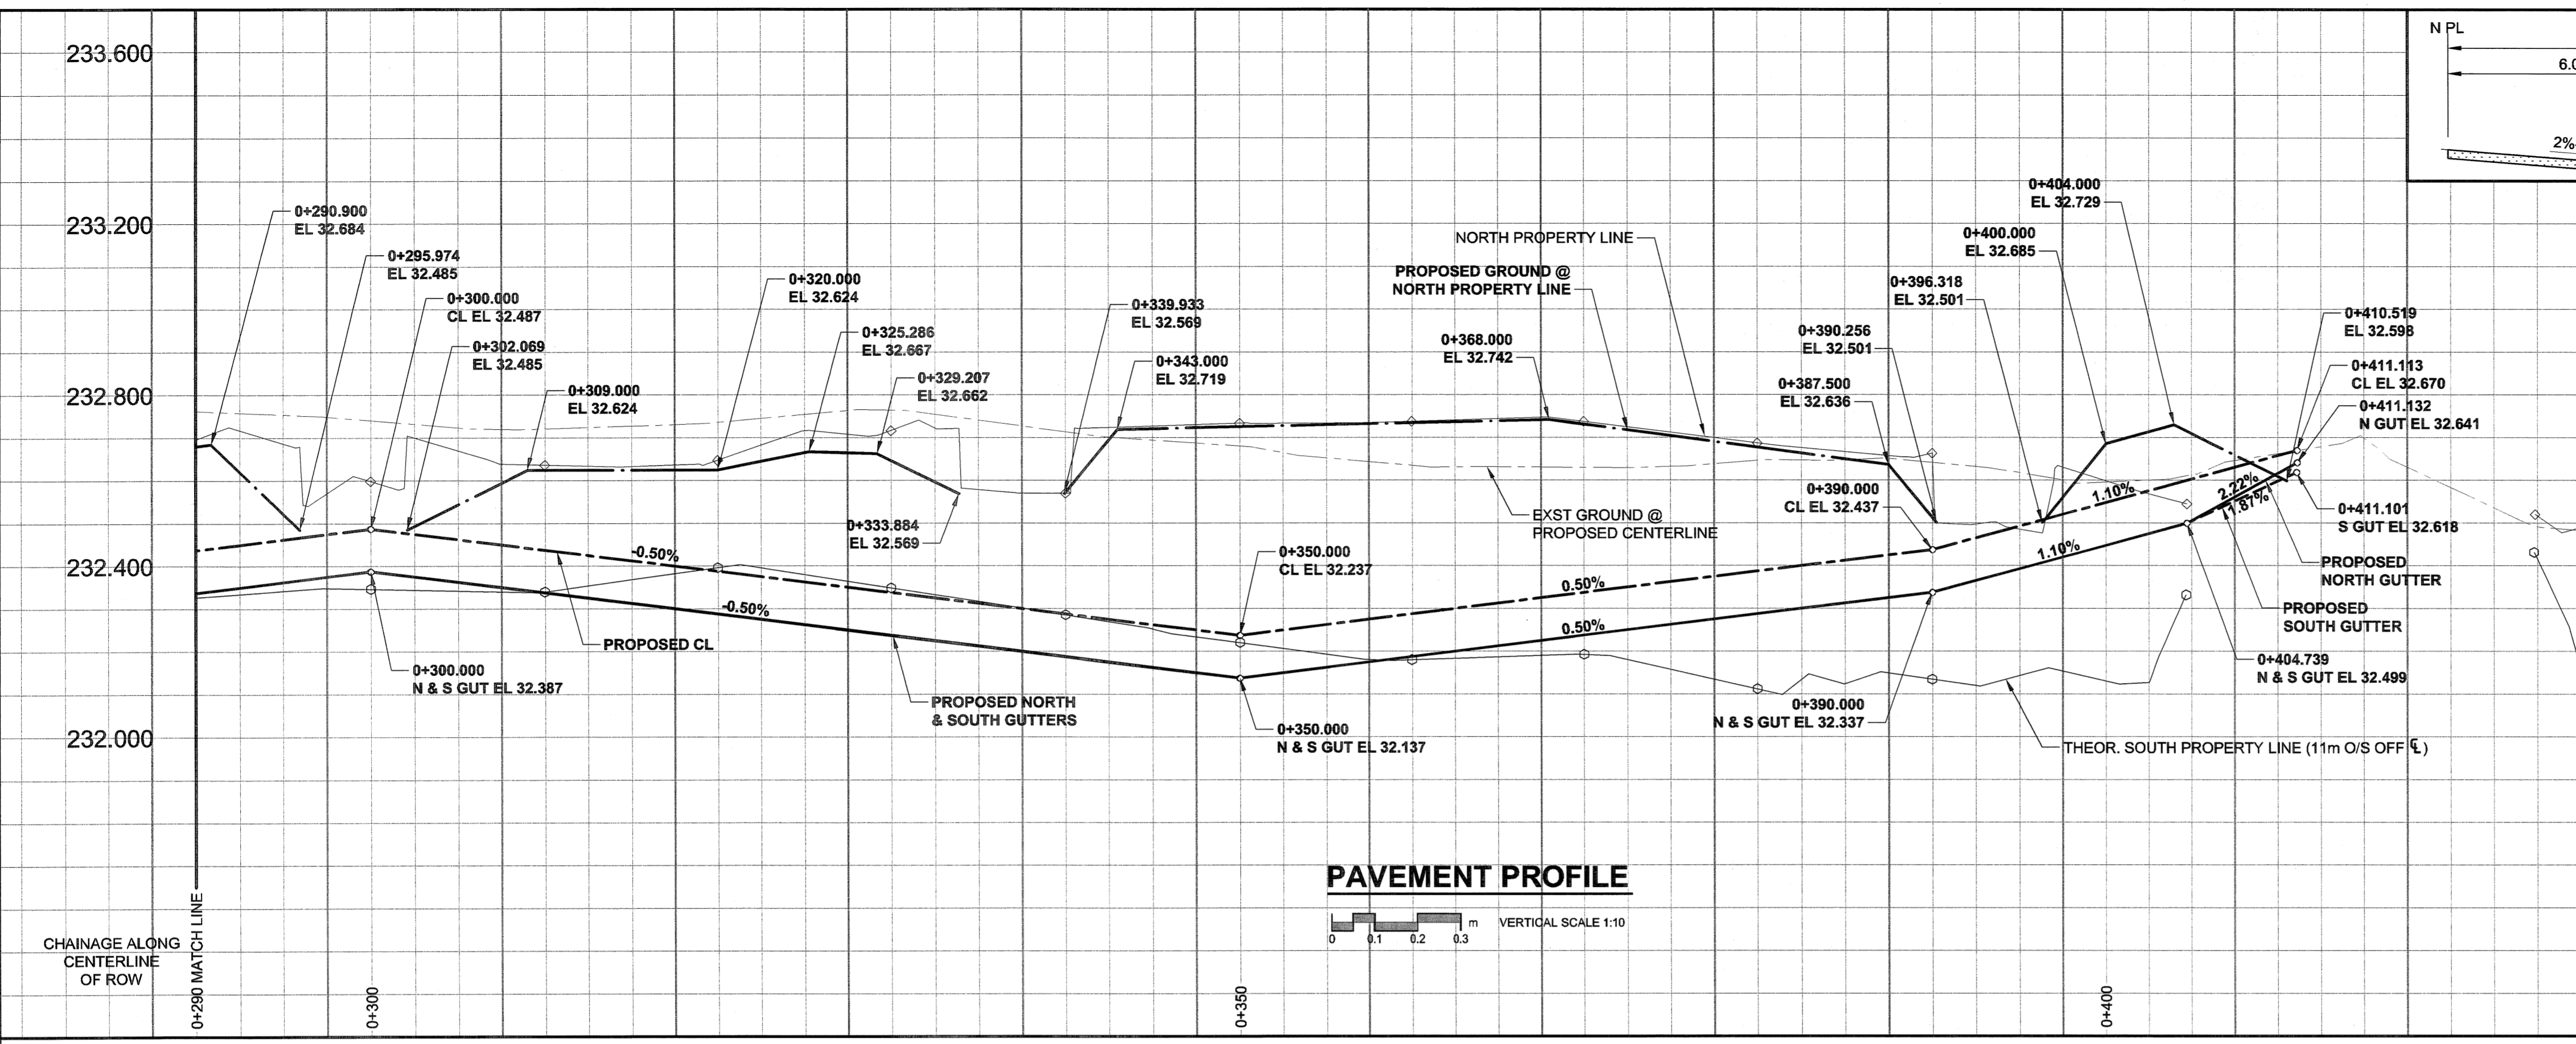 233.600
233.200
232.800
232.400
232.000
0+290.900
EL 32.684
0+295.974
EL 32.485
0+300.000
CL EL 32.487
0+302.069
EL 32.485
0+309.000
EL 32.624
0+320.000
EL 32.624
0+325.286
EL 32.667
0+329.207
EL 32.662
0+333.884
EL 32.569
0+339.933
EL 32.569
0+343.000
EL 32.719
0+368.000
EL 32.742
NORTH PROPERTY LINE
PROPOSED GROUND @
NORTH PROPERTY LINE
0+387.500
EL 32.636
0+390.256
EL 32.501
0+396.318
EL 32.501
0+400.000
EL 32.685
0+404.000
EL 32.729
0+410.519
EL 32.598
0+411.113
CL EL 32.670
0+411.132
N GUT EL 32.641
0+411.101
S GUT EL 32.618
0+390.000
CL EL 32.437
EXST GROUND @
PROPOSED CENTERLINE
0+350.000
CL EL 32.237
-0.50%
-0.50%
0.50%
0.50%
1.10%
1.10%
2.22%
1.87%
PROPOSED
NORTH GUTTER
PROPOSED
SOUTH GUTTER
0+404.739
N & S GUT EL 32.499
PROPOSED CL
0+300.000
N & S GUT EL 32.387
PROPOSED NORTH
& SOUTH GUTTERS
0+350.000
N & S GUT EL 32.137
0+390.000
N & S GUT EL 32.337
THEOR. SOUTH PROPERTY LINE (11m O/S OFF ℄)
PAVEMENT PROFILE
0 0.1 0.2 0.3 m VERTICAL SCALE 1:10
CHAINAGE ALONG
CENTERLINE
OF ROW
0+290 MATCH LINE
0+300
0+350
0+400
N PL
6.0
2%